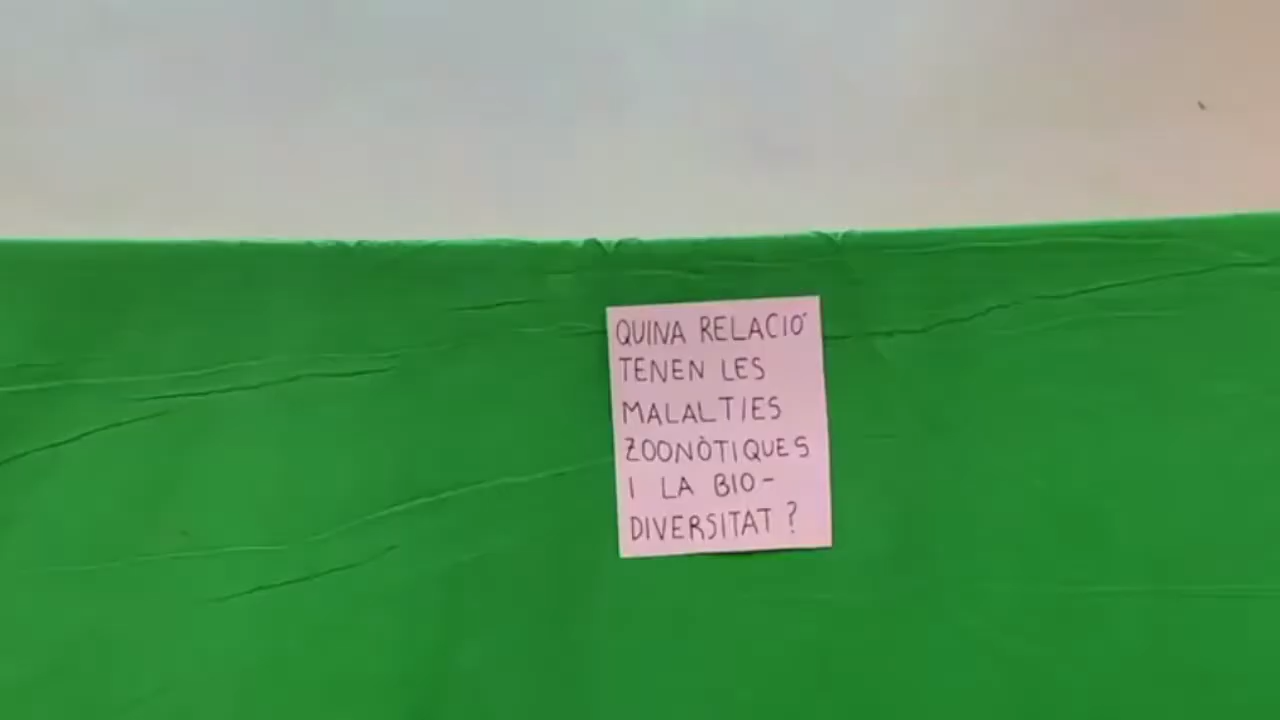 QUINA RELACIÓ
TENEN LES
MALALTIES
ZOONÒTIQUES
I LA BIO-
DIVERSITAT?